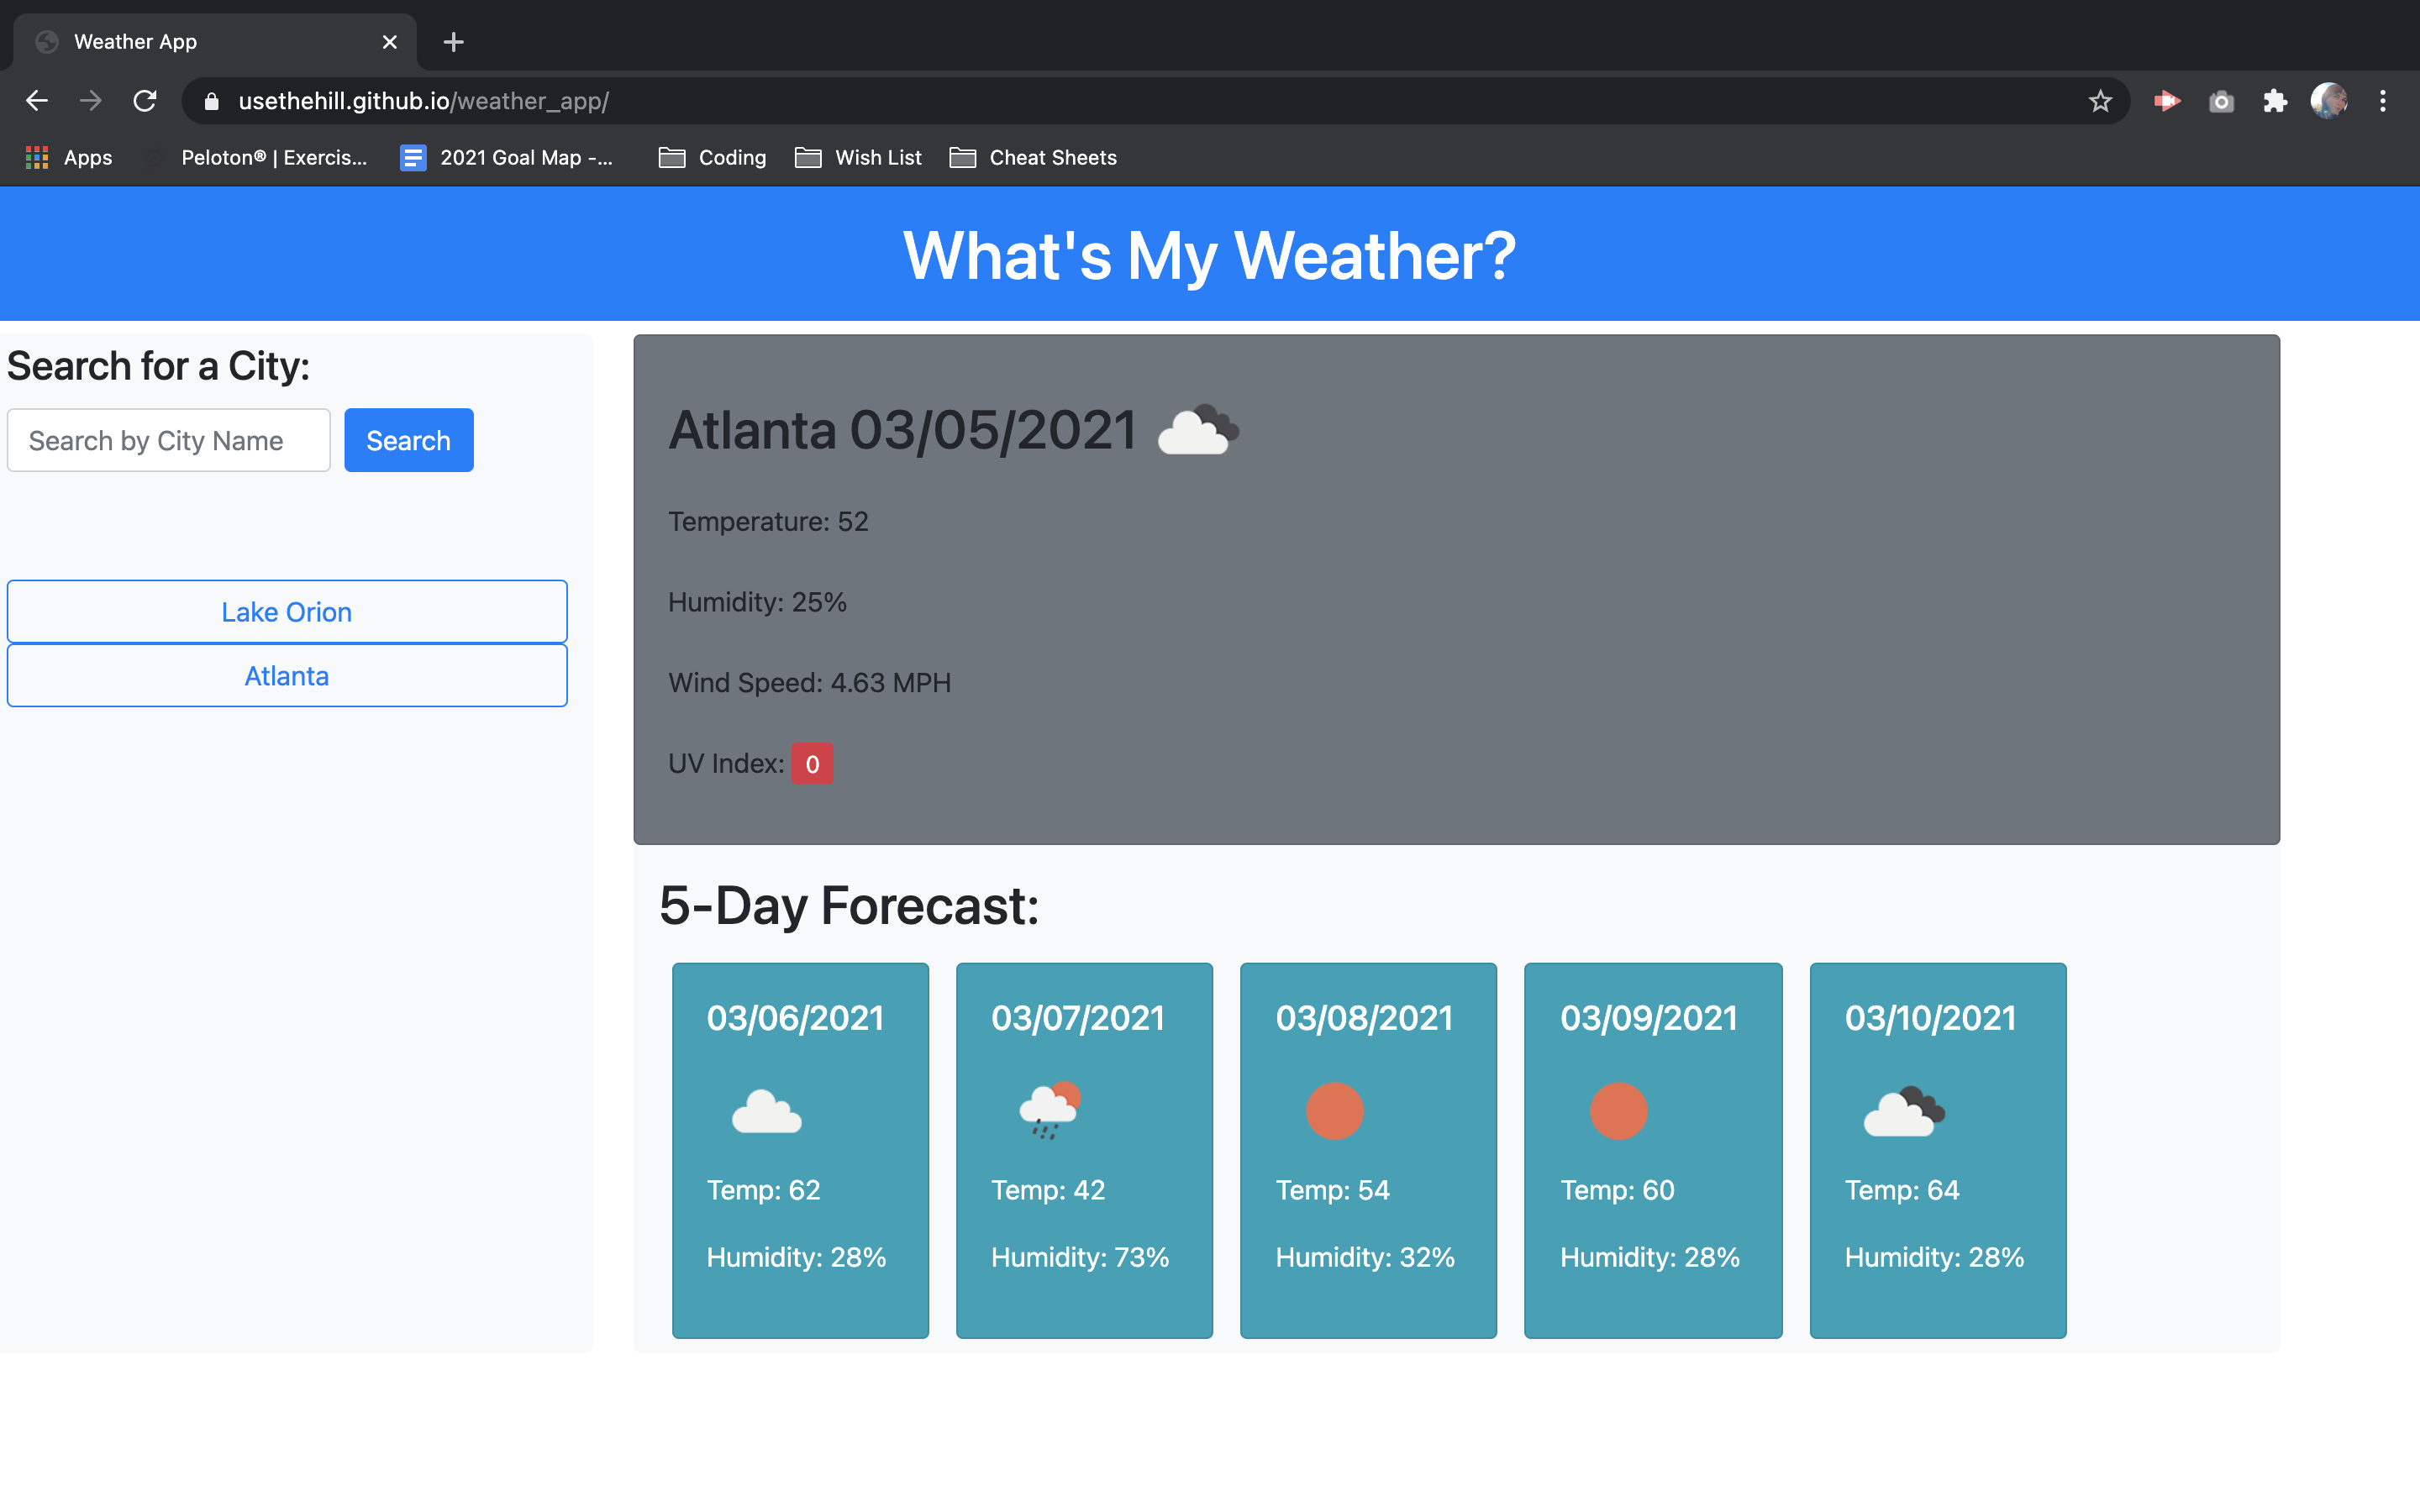 Weather App
usethehill.github.io/weather_app/
Apps
Peloton® | Exercis...
2021 Goal Map -...
Coding
Wish List
Cheat Sheets
What's My Weather?
Search for a City:
Search by City Name
Search
Lake Orion
Atlanta
Atlanta 03/05/2021
Temperature: 52
Humidity: 25%
Wind Speed: 4.63 MPH
UV Index: 0
5-Day Forecast:
03/06/2021
Temp: 62
Humidity: 28%
03/07/2021
Temp: 42
Humidity: 73%
03/08/2021
Temp: 54
Humidity: 32%
03/09/2021
Temp: 60
Humidity: 28%
03/10/2021
Temp: 64
Humidity: 28%